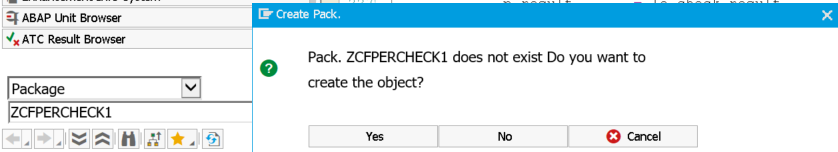 ABAP Unit Browser
ATC Result Browser
Package
ZCFPERCHECK1
Create Pack.
Pack. ZCFPERCHECK1 does not exist Do you want to
create the object?
Yes
No
Cancel